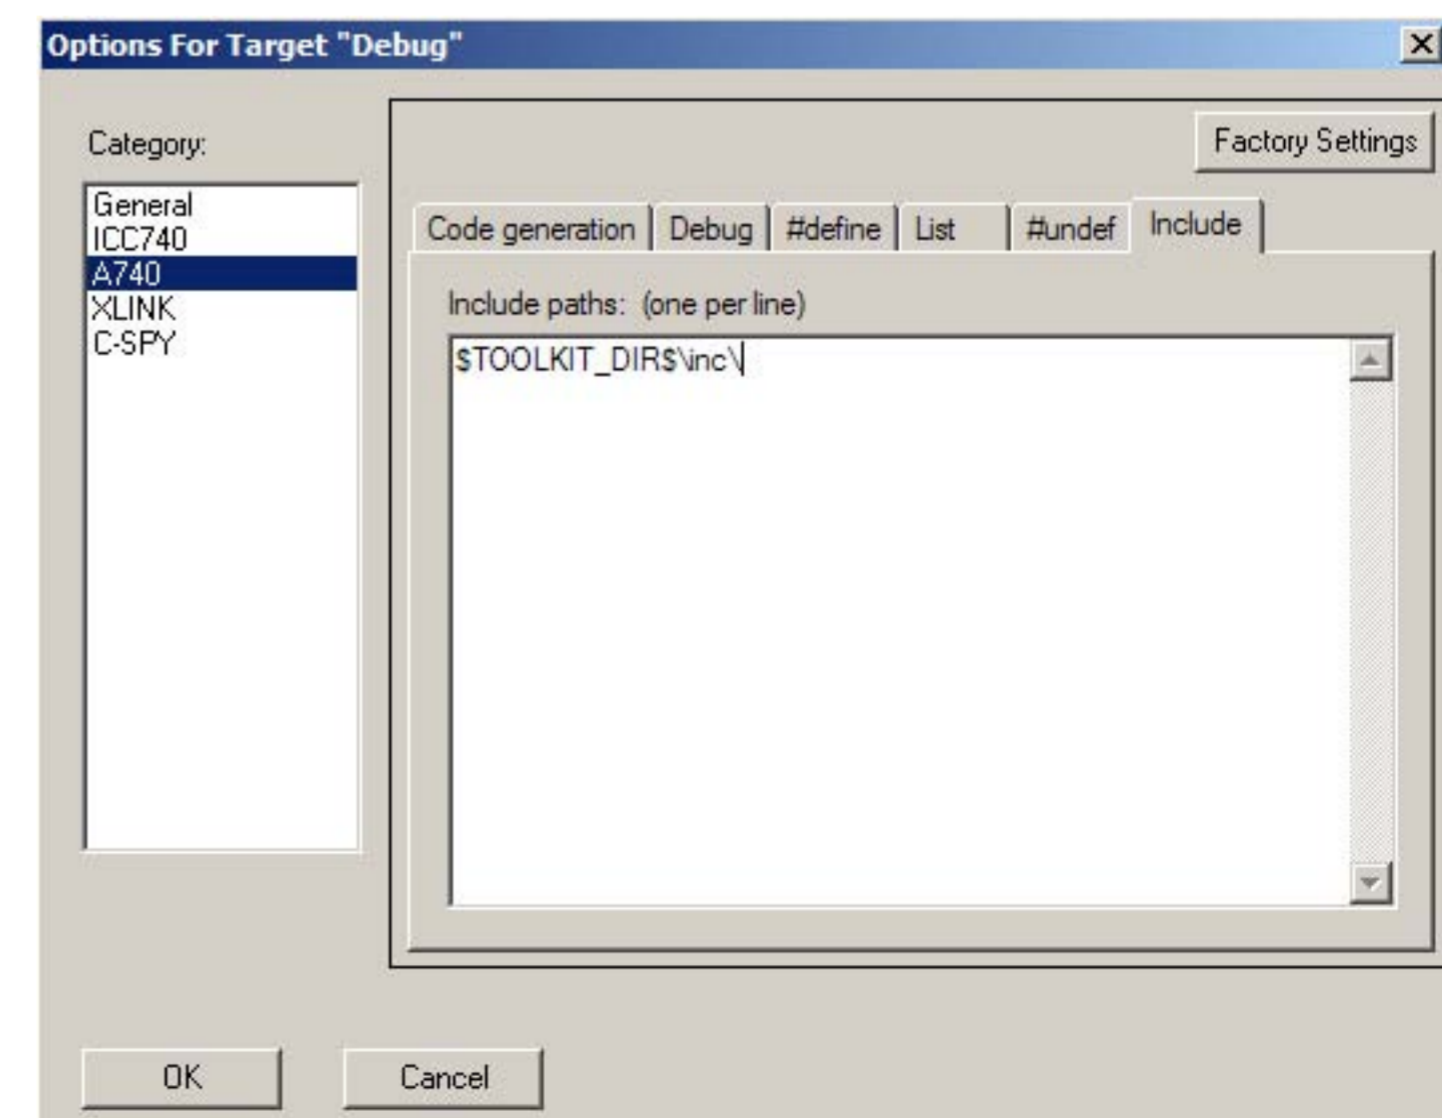 Options For Target "Debug"
Category:
Factory Settings
General
ICC740
A740
XLINK
C-SPY
Code generation Debug #define List #undef Include
Include paths: (one per line)
$TOOLKIT_DIR$\inc\
OK Cancel